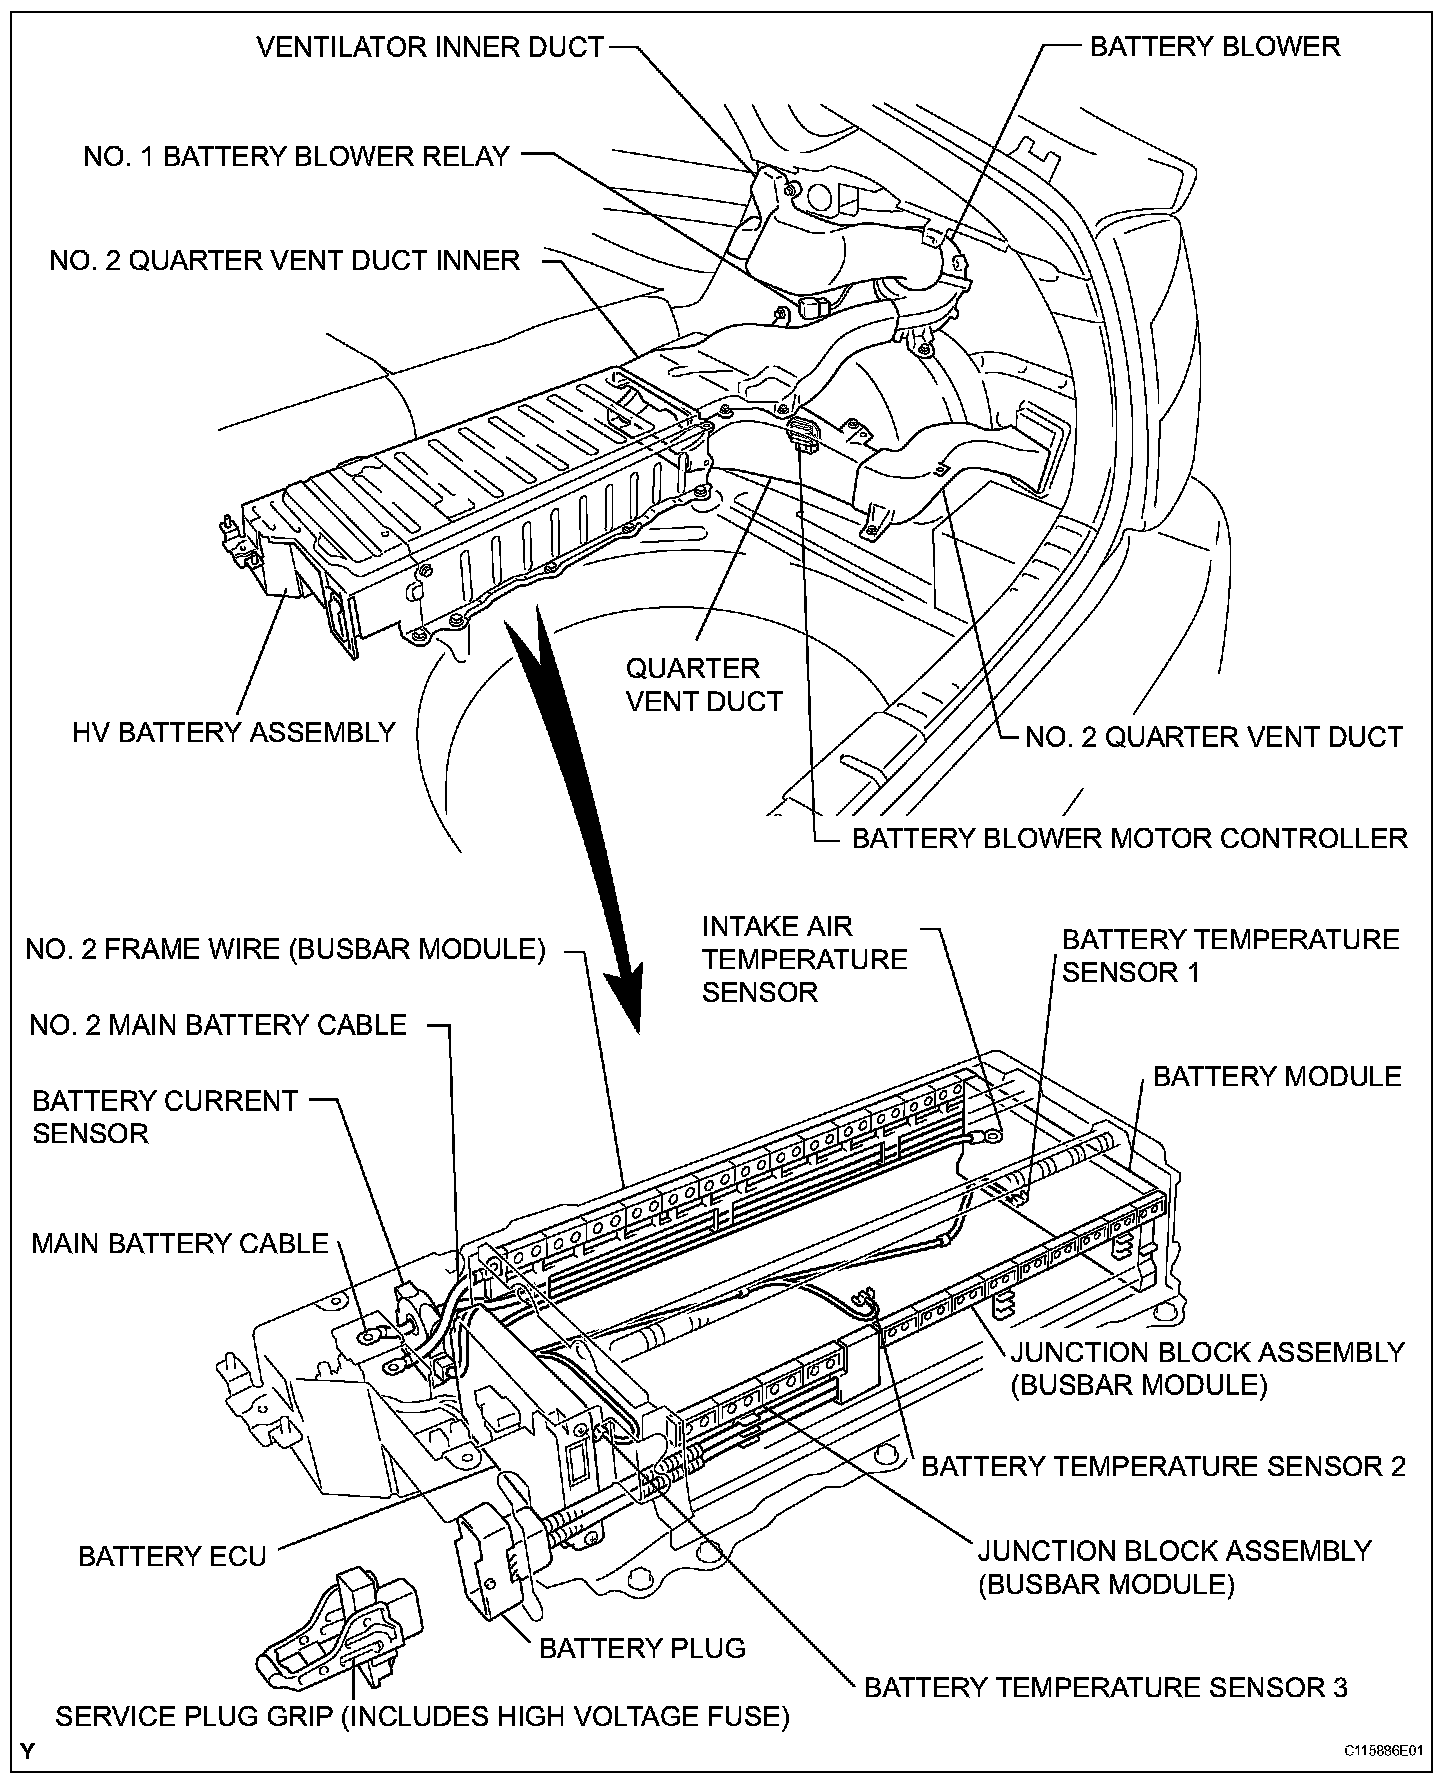 VENTILATOR INNER DUCT
BATTERY BLOWER
NO. 1 BATTERY BLOWER RELAY
NO. 2 QUARTER VENT DUCT INNER
QUARTER
VENT DUCT
HV BATTERY ASSEMBLY
NO. 2 QUARTER VENT DUCT
BATTERY BLOWER MOTOR CONTROLLER
INTAKE AIR
TEMPERATURE
SENSOR
BATTERY TEMPERATURE
SENSOR 1
NO. 2 FRAME WIRE (BUSBAR MODULE)
NO. 2 MAIN BATTERY CABLE
BATTERY MODULE
BATTERY CURRENT
SENSOR
MAIN BATTERY CABLE
JUNCTION BLOCK ASSEMBLY
(BUSBAR MODULE)
BATTERY TEMPERATURE SENSOR 2
BATTERY ECU
JUNCTION BLOCK ASSEMBLY
(BUSBAR MODULE)
BATTERY PLUG
BATTERY TEMPERATURE SENSOR 3
SERVICE PLUG GRIP (INCLUDES HIGH VOLTAGE FUSE)
Y
C115886E01